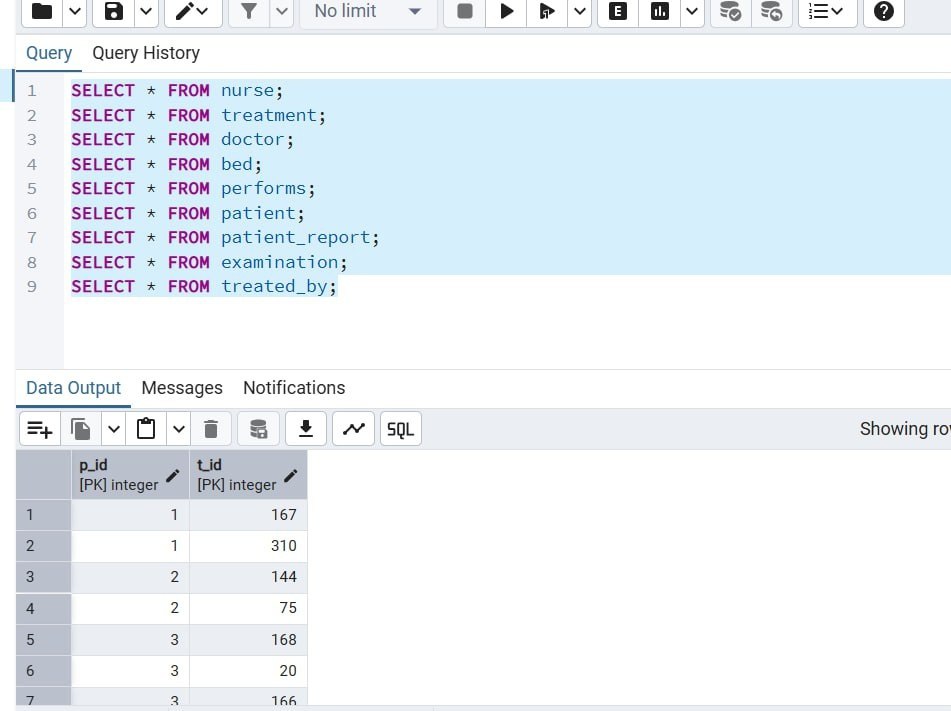 No limit
E
Query Query History
1 SELECT * FROM nurse;
2 SELECT * FROM treatment;
3 SELECT * FROM doctor;
4 SELECT * FROM bed;
5 SELECT * FROM performs;
6 SELECT * FROM patient;
7 SELECT * FROM patient_report;
8 SELECT * FROM examination;
9 SELECT * FROM treated_by;
Data Output Messages Notifications
SQL Showing ro
p_id t_id
[PK] integer [PK] integer
1 1 167
2 1 310
3 2 144
4 2 75
5 3 168
6 3 20
7 3 166